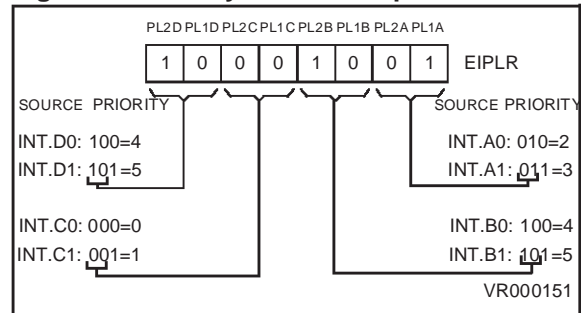 PL2D PL1D PL2C PL1C PL2B PL1B PL2A PL1A
1 0 0 0 1 0 0 1 EIPLR
SOURCE PRIORITY
INT.D0: 100=4
INT.D1: 101=5
INT.C0: 000=0
INT.C1: 001=1
SOURCE PRIORITY
INT.A0: 010=2
INT.A1: 011=3
INT.B0: 100=4
INT.B1: 101=5
VR000151